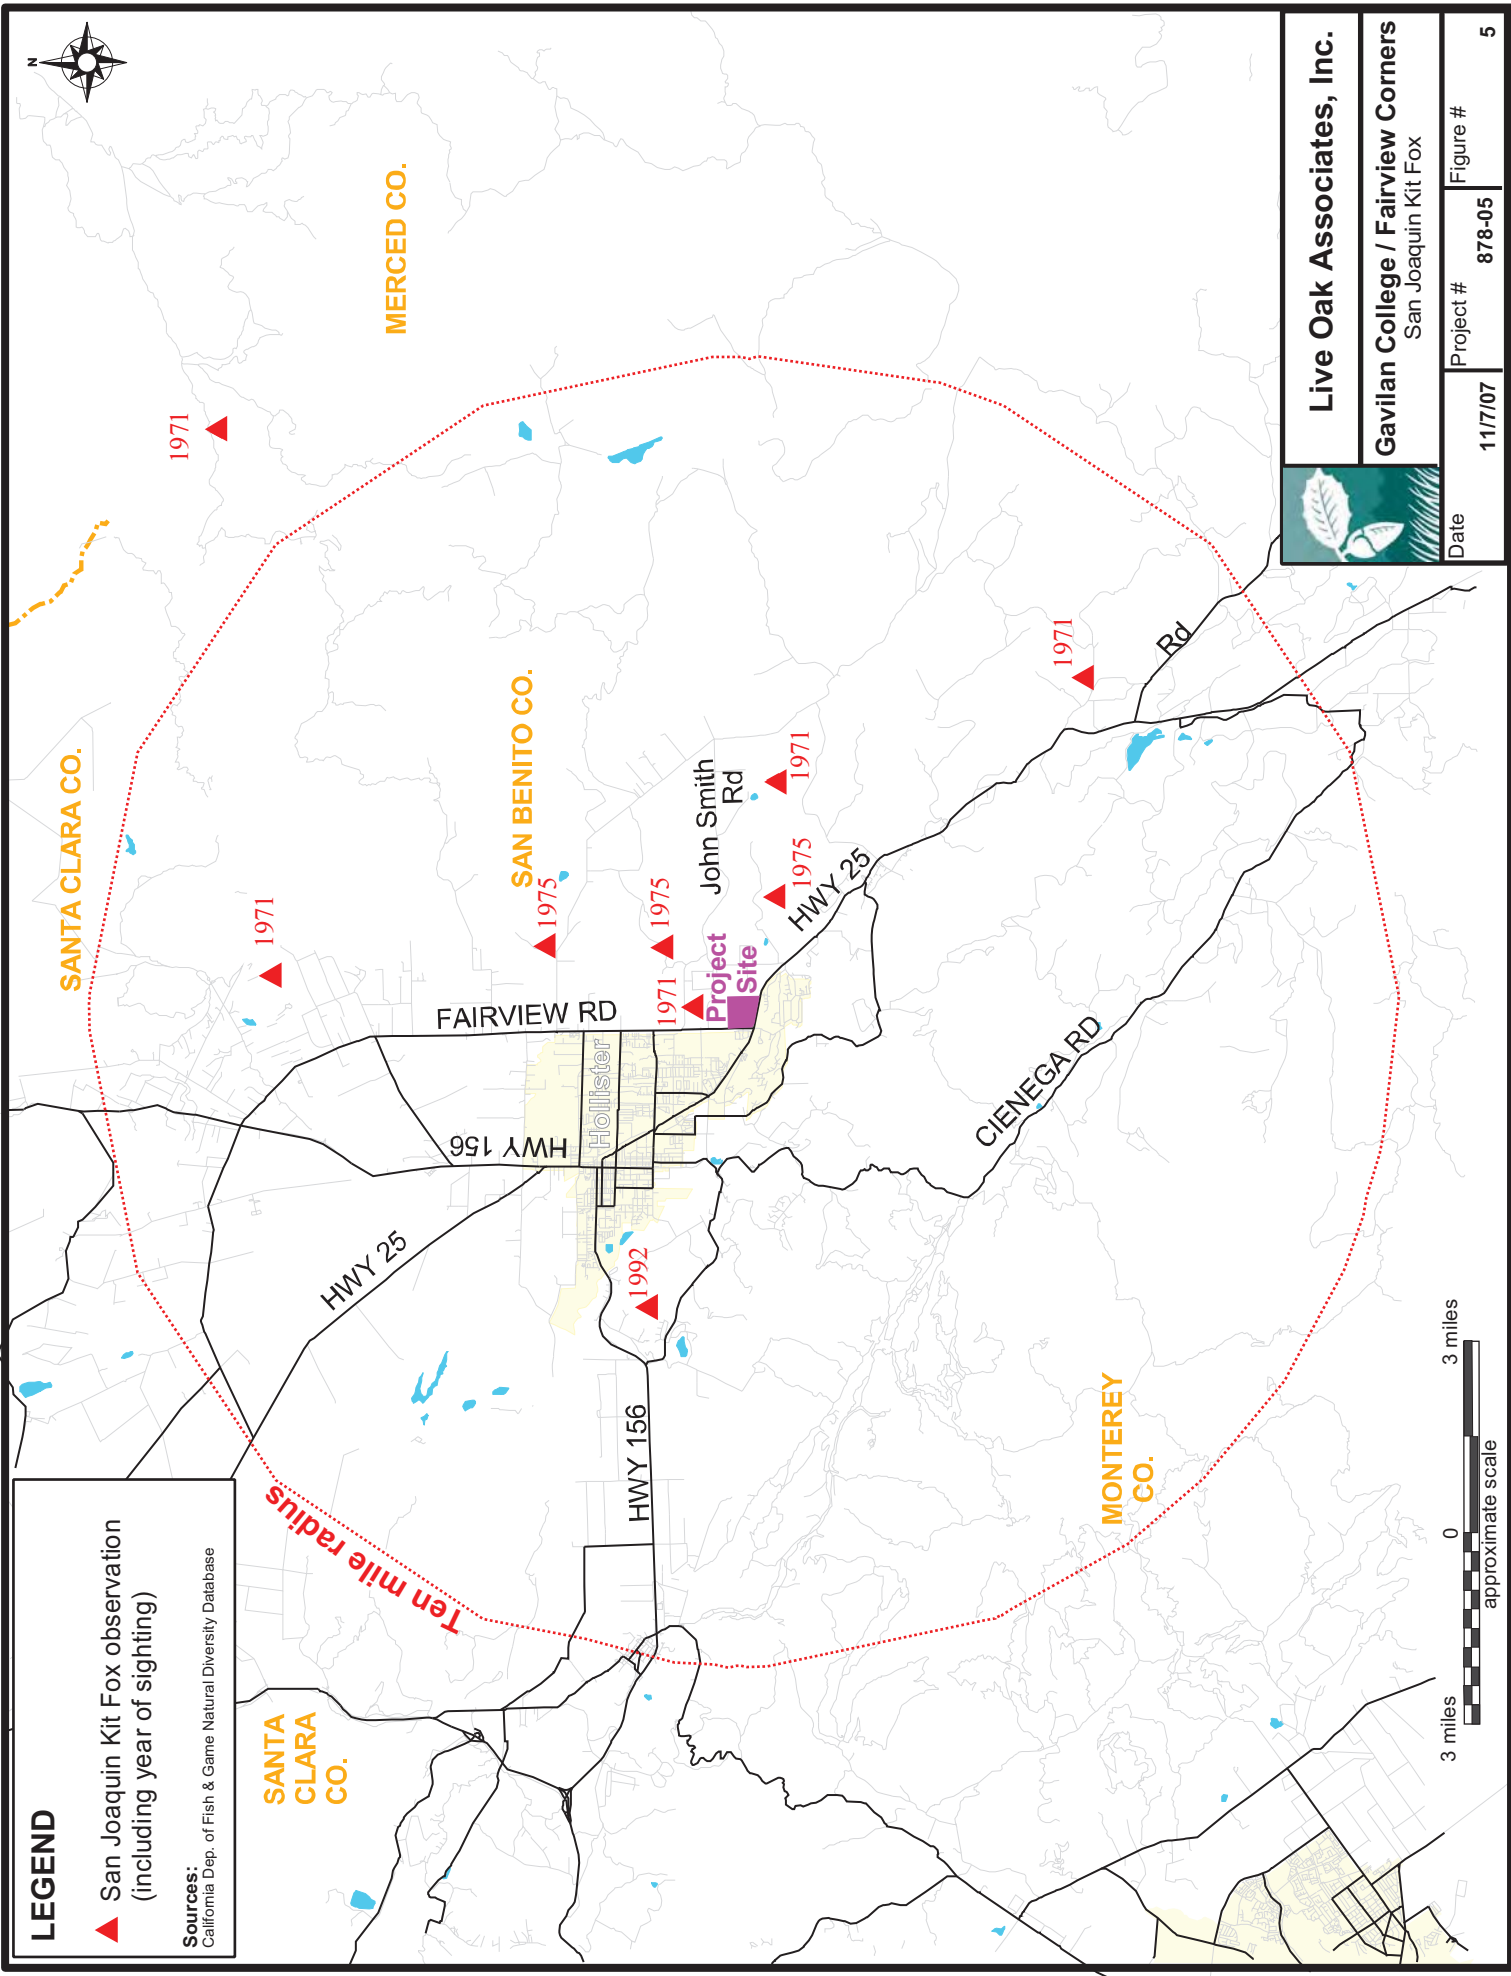 LEGEND
San Joaquin Kit Fox observation
(including year of sighting)
Sources:
California Dep. of Fish & Game Natural Diversity Database
N
SANTA CLARA CO.
MERCED CO.
SANTA
CLARA
CO.
SAN BENITO CO.
MONTEREY
CO.
Ten mile radius
HWY 25
HWY 156
HWY 156
FAIRVIEW RD
Hollister
John Smith
Rd
Project
Site
HWY 25
CIENEGA RD
Rd
1971
1971
1975
1975
1971
1971
1975
1992
1971
3 miles
0
3 miles
approximate scale
Live Oak Associates, Inc.
Gavilan College / Fairview Corners
San Joaquin Kit Fox
Date
11/7/07
Project #
878-05
Figure #
5